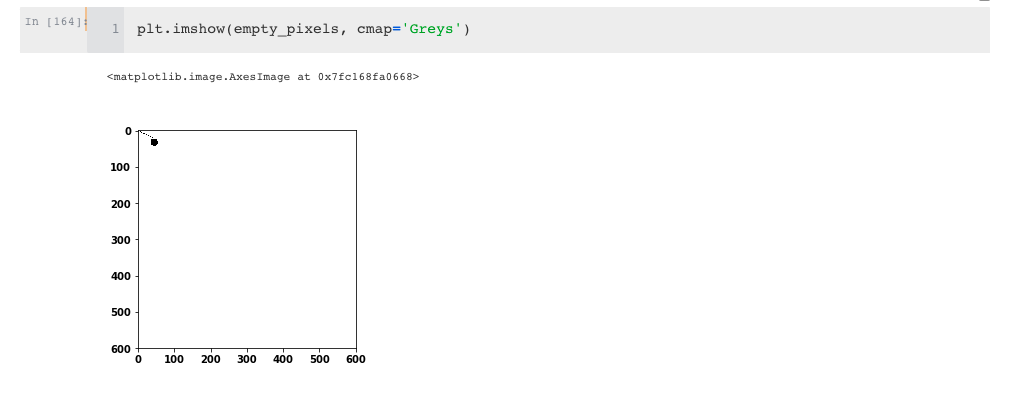 In [164]: 1 plt.imshow(empty_pixels, cmap='Greys')
<matplotlib.image.AxesImage at 0x7fc168fa0668>
0
100
200
300
400
500
600
0 100 200 300 400 500 600